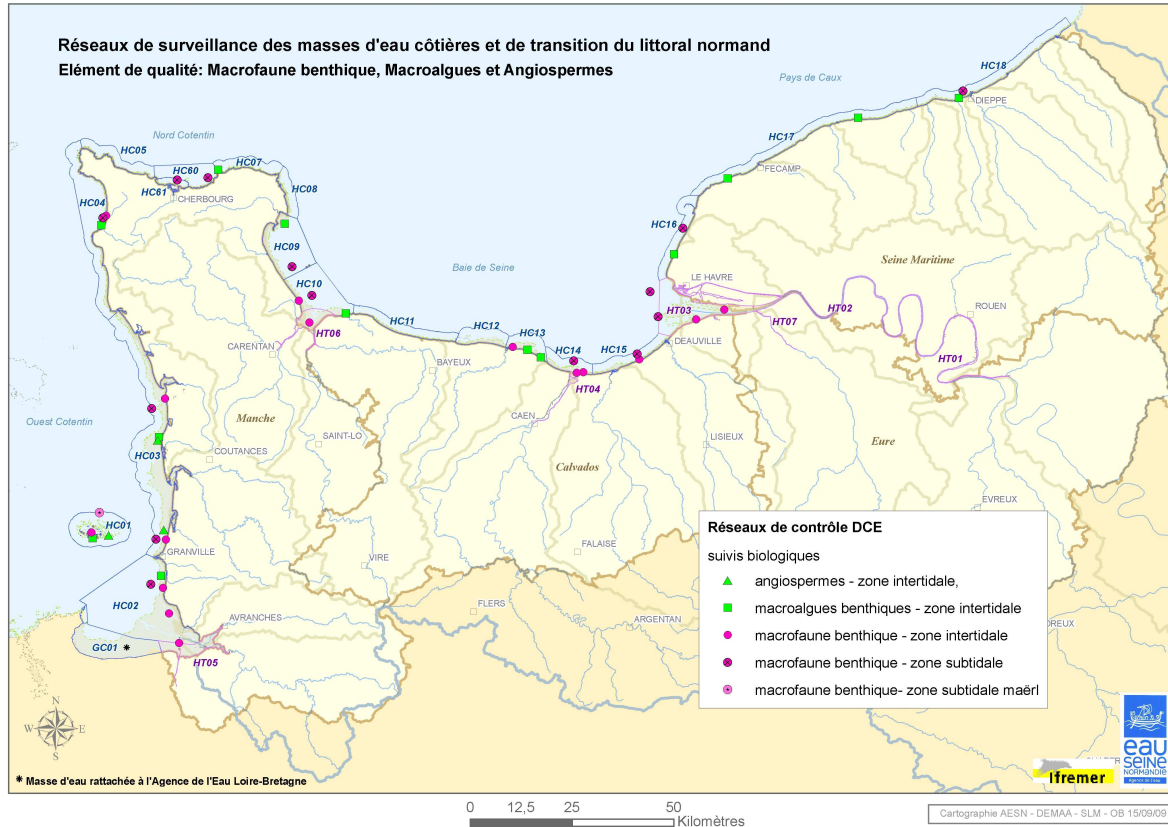 Réseaux de surveillance des masses d'eau côtières et de transition du littoral normand
Elément de qualité: Macrofaune benthique, Macroalgues et Angiospermes
Pays de Caux
HC18
DIEPPE
HC17
FECAMP
Nord Cotentin
HC05
HC60
HC07
HC61
CHERBOURG
HC08
HC04
HC09
HC10
HC16
Baie de Seine
Seine Maritime
LE HAVRE
HT03
HT02
HT07
ROUEN
HT01
HC11
HC12
HC13
HC14
HC15
DEAUVILLE
HT06
CARENTAN
BAYEUX
HT04
CAEN
Ouest Cotentin
Manche
SAINT-LO
HC03
COUTANCES
Calvados
LISIEUX
Eure
EVREUX
HC01
GRANVILLE
VIRE
FALAISE
HC02
AVRANCHES
FLERS
ARGENTAN
GC01
HT05
Réseaux de contrôle DCE
suivis biologiques
angiospermes - zone intertidale,
macroalgues benthiques - zone intertidale
macrofaune benthique - zone intertidale
macrofaune benthique - zone subtidale
macrofaune benthique- zone subtidale maërl
N
W E
S
* Masse d'eau rattachée à l'Agence de l'Eau Loire-Bretagne
Ifremer
eau
SEINE
NORMANDIE
Agence de l'eau
0 12,5 25 50
Kilomètres
Cartographie AESN - DEMAA - SLM - OB 15/09/09